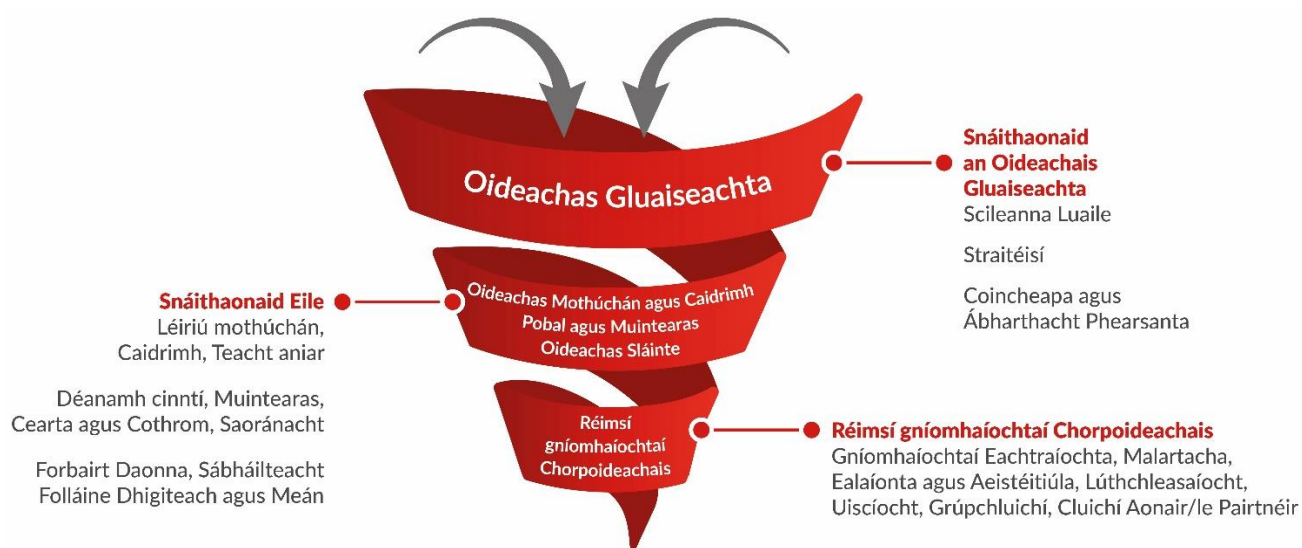 Oideachas Gluaiseachta
Snáithaonaid
an Oideachais
Gluaiseachta
Scileanna Luaile
Straitéisí
Coincheapa agus
Ábharthacht Phearsanta
Oideachas Mothúchán agus Caidrimh
Pobal agus Muintearas
Oideachas Sláinte
Snáithaonaid Eile
Léiriú mothúchán,
Caidrimh, Teacht aniar
Déanamh cinntí, Muintearas,
Cearta agus Cothrom, Saoránacht
Forbairt Daonna, Sábháilteacht
Folláine Dhigiteach agus Meán
Réimsí
gníomhaíochtaí
Chorpoideachais
Réimsí gníomhaíochtaí Chorpoideachais
Gníomhaíochtaí Eachtraíochta, Malartacha,
Ealaíonta agus Aeistéitiúla, Lúthchleasaíocht,
Uiscíocht, Grúpchluichí, Cluichí Aonair/le Pairtnéir